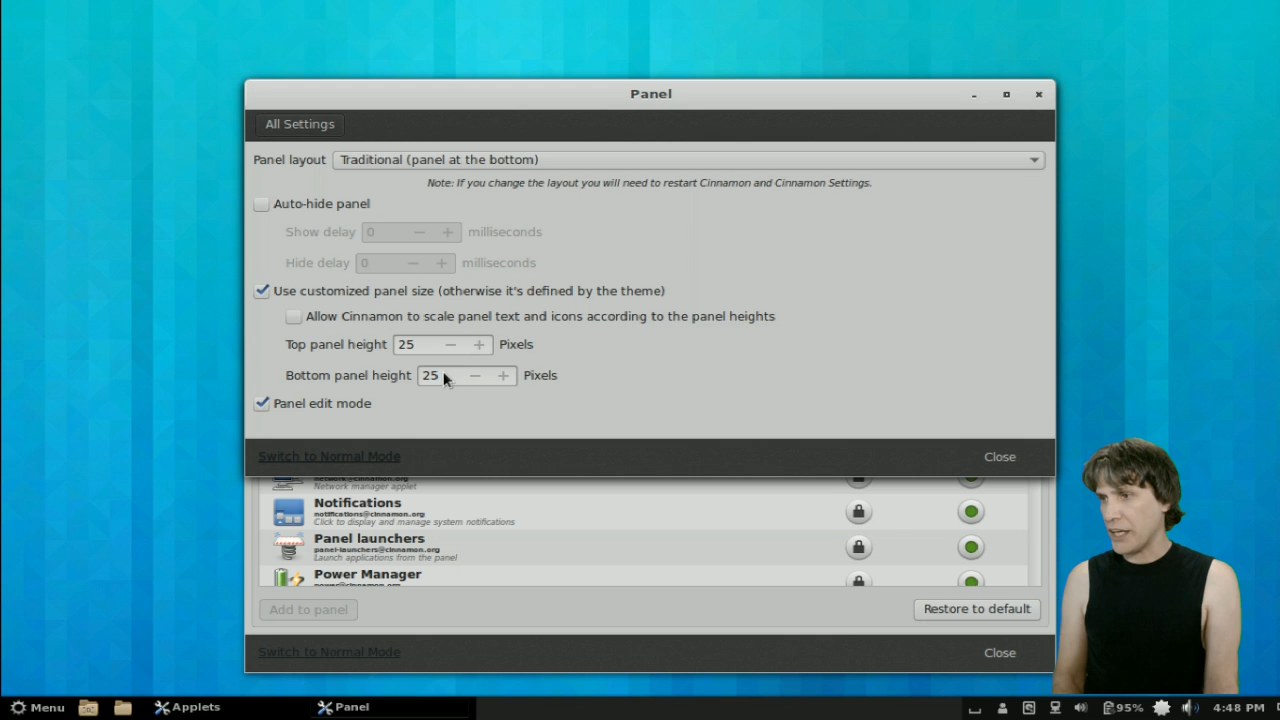 Panel
All Settings
Panel layout Traditional (panel at the bottom)
Note: If you change the layout you will need to restart Cinnamon and Cinnamon Settings.
Auto-hide panel
Show delay 0 − + milliseconds
Hide delay 0 − + milliseconds
Use customized panel size (otherwise it's defined by the theme)
Allow Cinnamon to scale panel text and icons according to the panel heights
Top panel height 25 − + Pixels
Bottom panel height 25 − + Pixels
Panel edit mode
Switch to Normal Mode Close
network@cinnamon.org
Network manager applet
Notifications
notifications@cinnamon.org
Click to display and manage system notifications
Panel launchers
panel-launchers@cinnamon.org
Launch applications from the panel
Power Manager
power@cinnamon.org
Add to panel Restore to default
Switch to Normal Mode Close
Menu Applets Panel 95% 4:48 PM